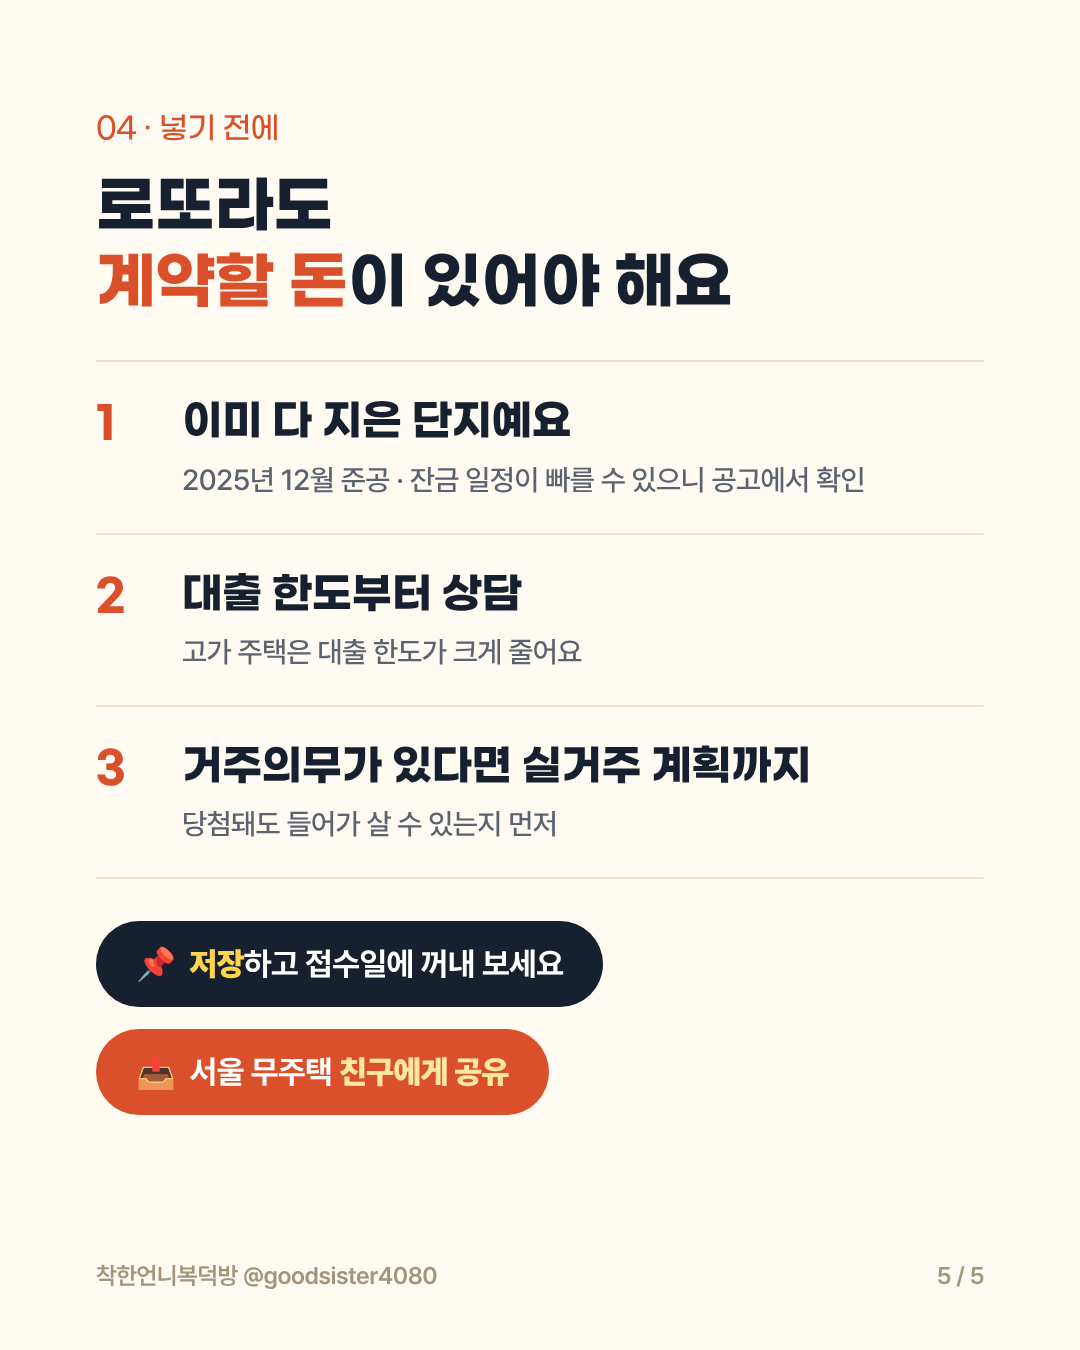 04 · 넣기 전에
로또라도
계약할 돈이 있어야 해요
1 이미 다 지은 단지예요
2025년 12월 준공 · 잔금 일정이 빠를 수 있으니 공고에서 확인
2 대출 한도부터 상담
고가 주택은 대출 한도가 크게 줄어요
3 거주의무가 있다면 실거주 계획까지
당첨돼도 들어가 살 수 있는지 먼저
📌 저장하고 접수일에 꺼내 보세요
📤 서울 무주택 친구에게 공유
착한언니복덕방 @goodsister4080
5 / 5